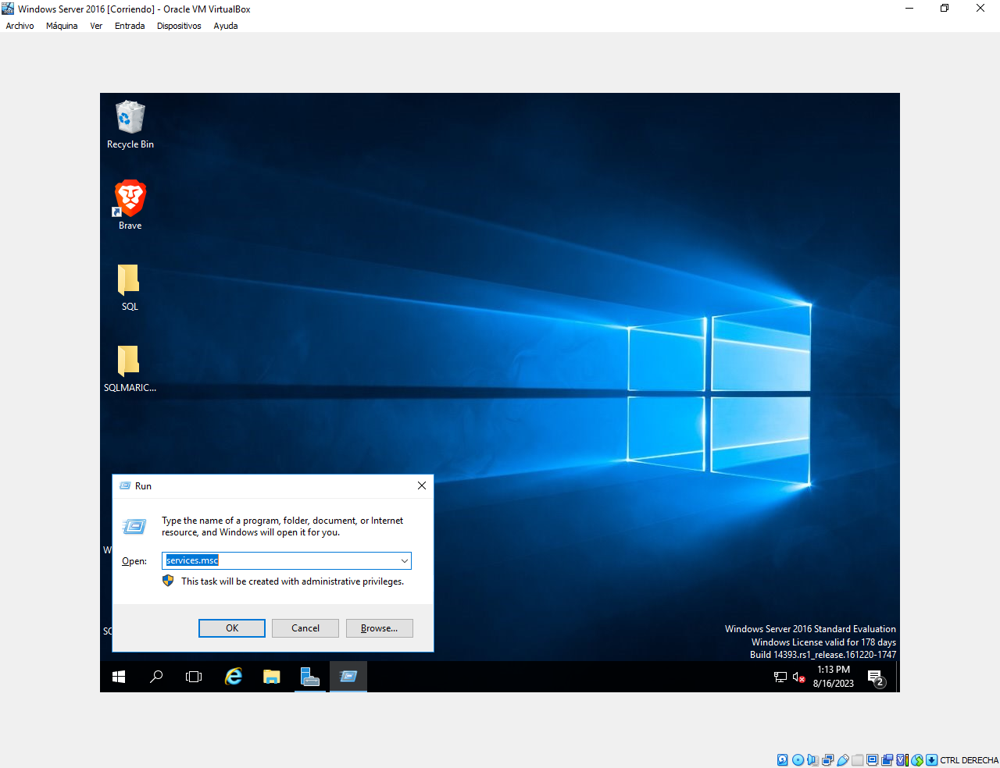 Windows Server 2016 [Corriendo] - Oracle VM VirtualBox
Archivo Máquina Ver Entrada Dispositivos Ayuda
Recycle Bin
Brave
SQL
SQLMARIC...
Run
Type the name of a program, folder, document, or Internet
resource, and Windows will open it for you.
W
Open: services.msc
This task will be created with administrative privileges.
OK Cancel Browse...
Windows Server 2016 Standard Evaluation
Windows License valid for 178 days
Build 14393.rs1_release.161220-1747
1:13 PM
8/16/2023
2
CTRL DERECHA